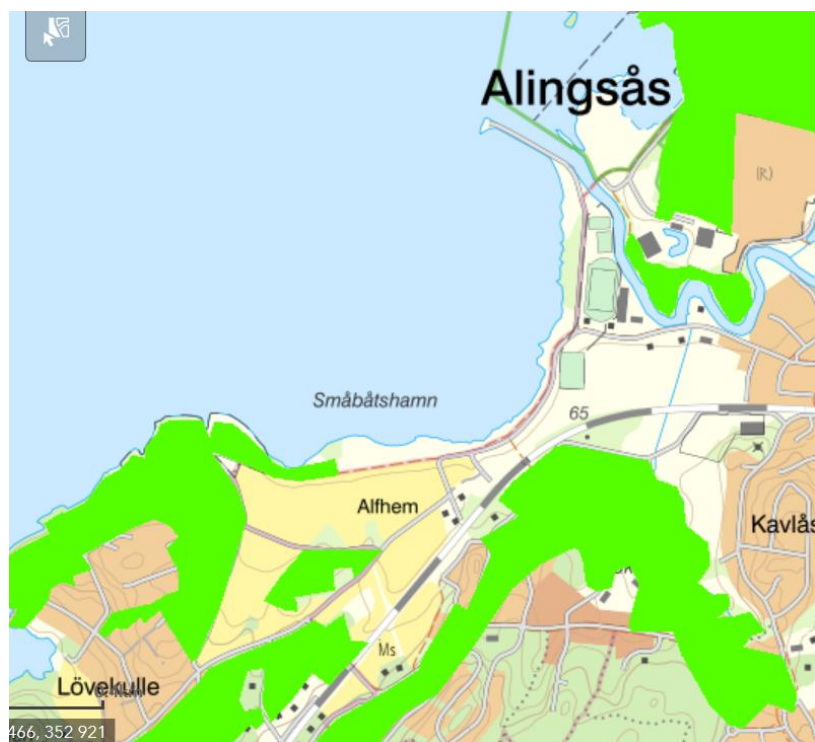 Alingsås
(R)
Småbåtshamn
65
Alfhem
Kavlås
Ms
Lövekulle
466, 352 921